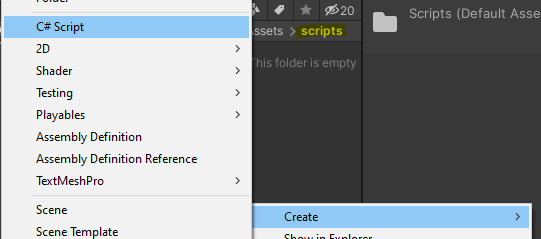 Folder
C# Script
2D
Shader
Testing
Playables
Assembly Definition
Assembly Definition Reference
TextMeshPro
Scene
Scene Template
20
Assets > scripts
This folder is empty
Scripts (Default Asse
Create
Show in Explorer